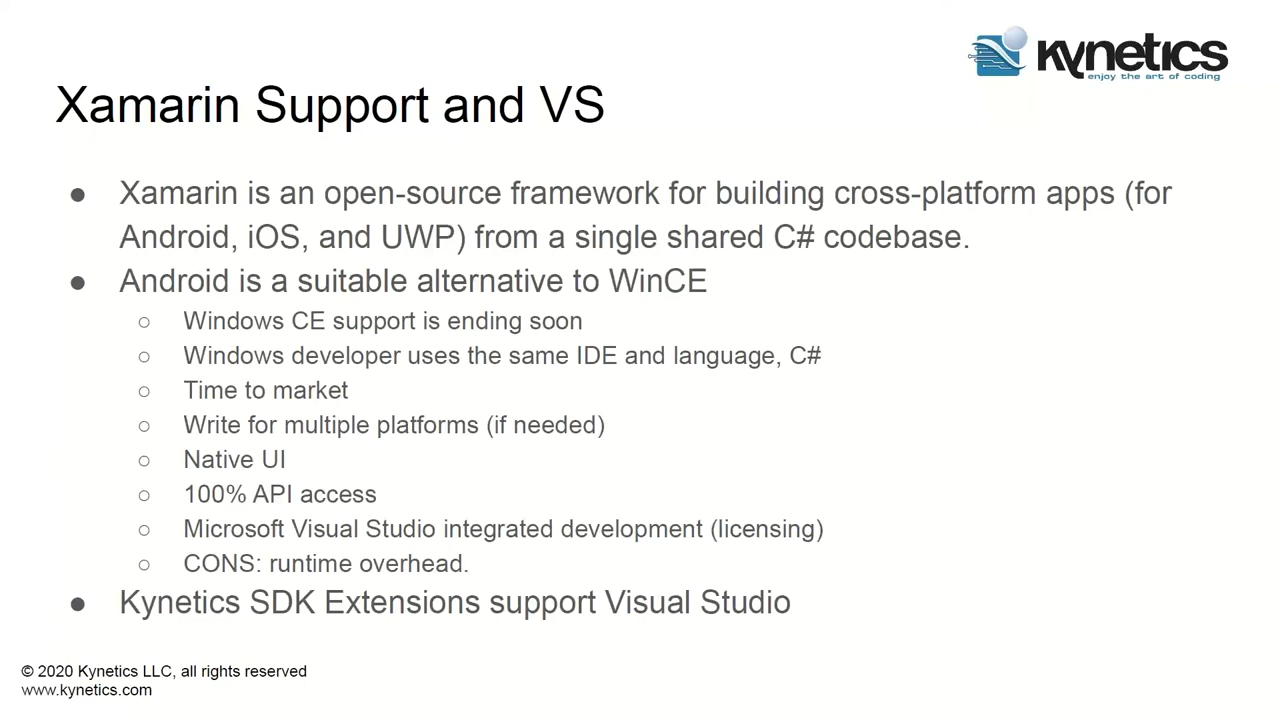 Kynetics
enjoy the art of coding
Xamarin Support and VS
● Xamarin is an open-source framework for building cross-platform apps (for
Android, iOS, and UWP) from a single shared C# codebase.
● Android is a suitable alternative to WinCE
○ Windows CE support is ending soon
○ Windows developer uses the same IDE and language, C#
○ Time to market
○ Write for multiple platforms (if needed)
○ Native UI
○ 100% API access
○ Microsoft Visual Studio integrated development (licensing)
○ CONS: runtime overhead.
● Kynetics SDK Extensions support Visual Studio
© 2020 Kynetics LLC, all rights reserved
www.kynetics.com